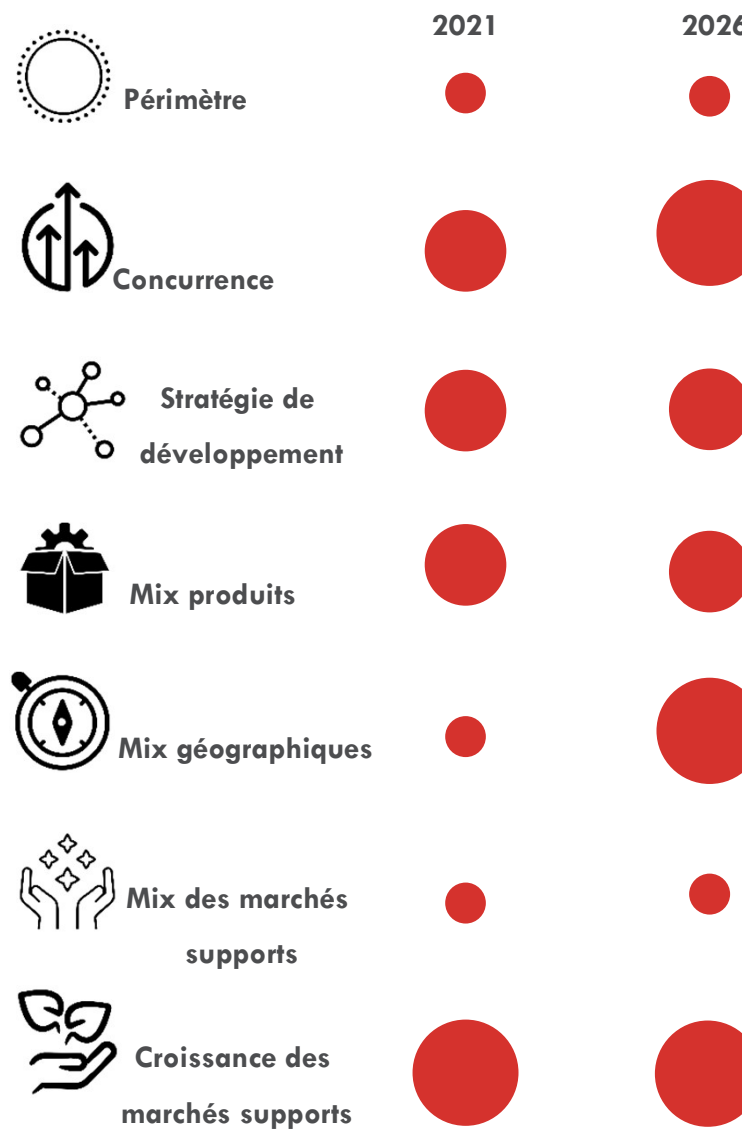 2021 2026
Périmètre
Concurrence
Stratégie de
développement
Mix produits
Mix géographiques
Mix des marchés
supports
Croissance des
marchés supports